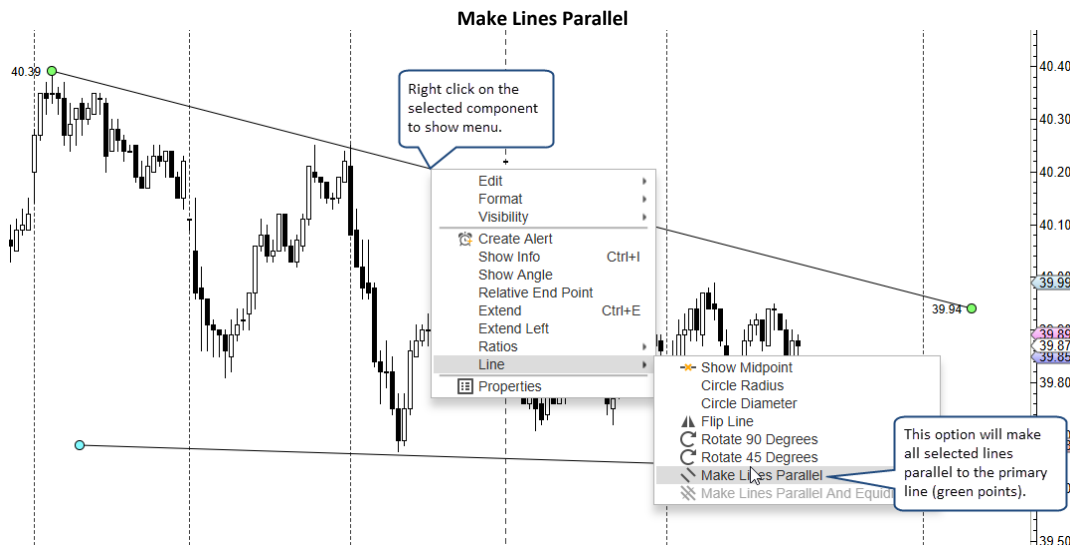 Make Lines Parallel
40.39
Right click on the
selected component
to show menu.
Edit
Format
Visibility
Create Alert
Show Info Ctrl+I
Show Angle
Relative End Point
Extend Ctrl+E
Extend Left
Ratios
Line
Properties
Show Midpoint
Circle Radius
Circle Diameter
Flip Line
Rotate 90 Degrees
Rotate 45 Degrees
Make Lines Parallel
Make Lines Parallel And
This option will make
all selected lines
parallel to the primary
line (green points).
39.94
40.40
40.30
40.20
40.10
39.99
39.89
39.87
39.85
39.80
39.50